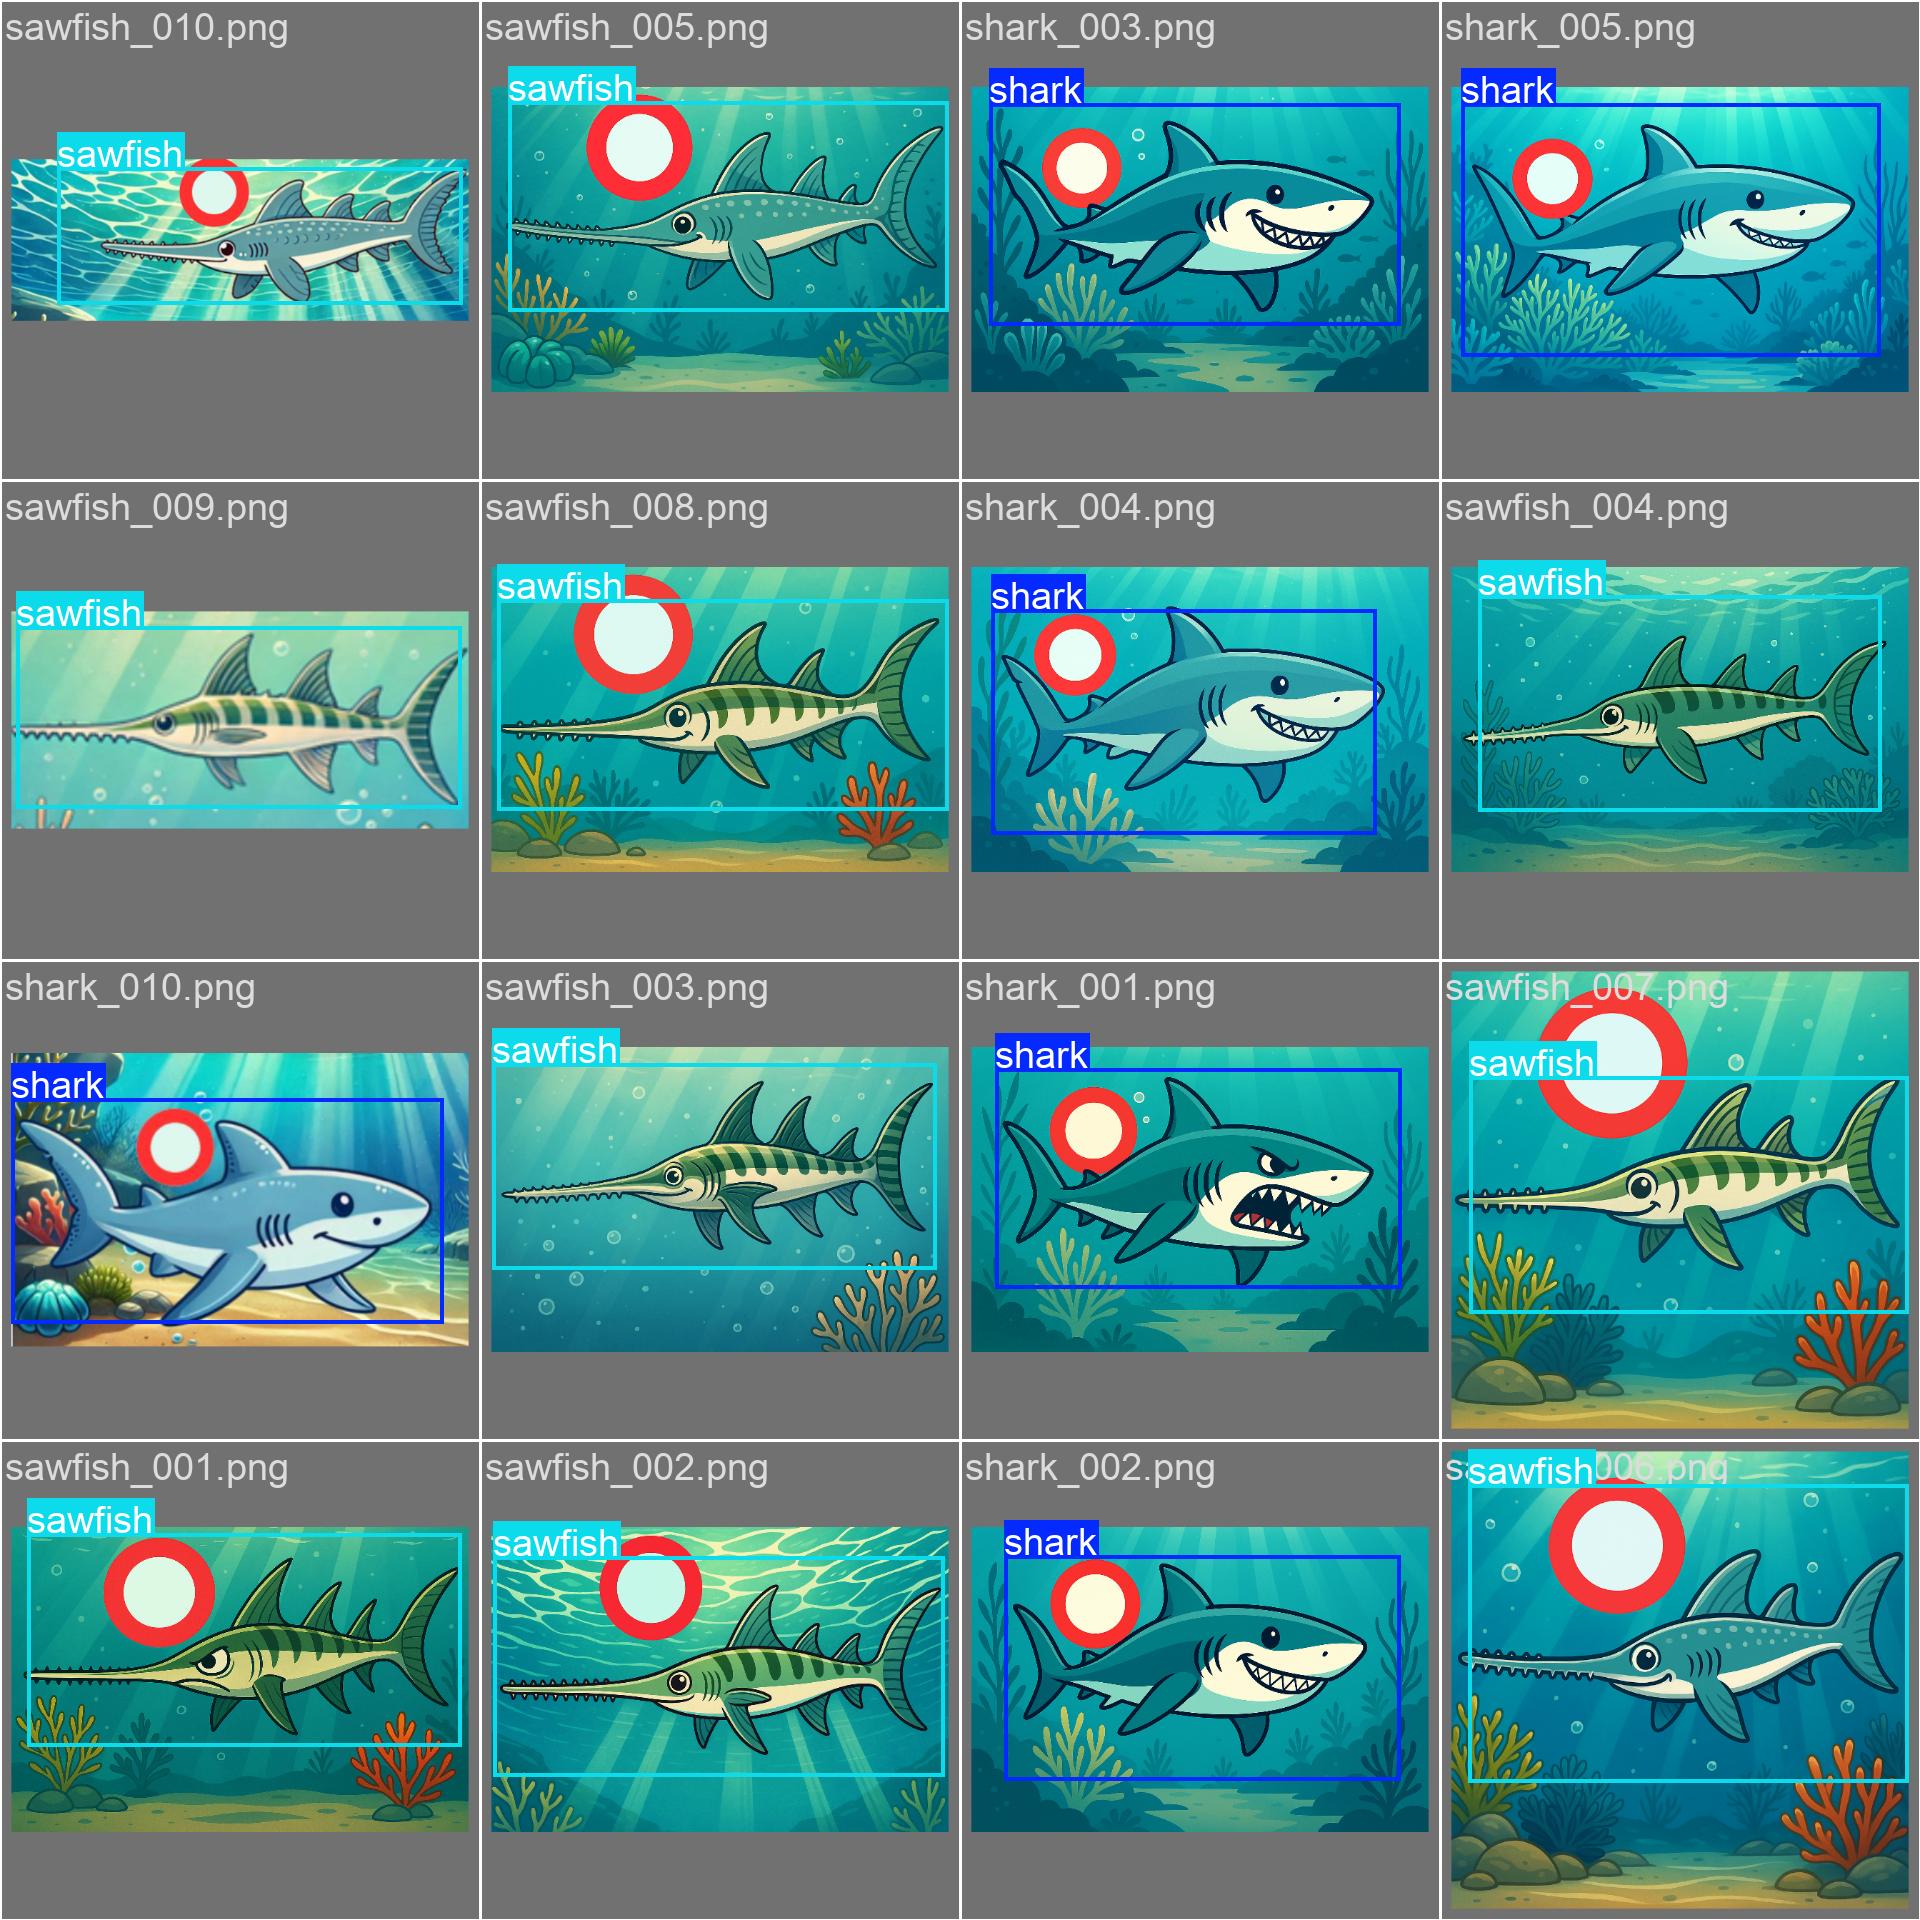 sawfish_010.png
sawfish_005.png
shark_003.png
shark_005.png
sawfish
sawfish
shark
shark
sawfish_009.png
sawfish_008.png
shark_004.png
sawfish_004.png
sawfish
sawfish
shark
sawfish
shark_010.png
sawfish_003.png
shark_001.png
sawfish_007.png
shark
sawfish
shark
sawfish
sawfish_001.png
sawfish_002.png
shark_002.png
006.png
sawfish
sawfish
shark
sawfish